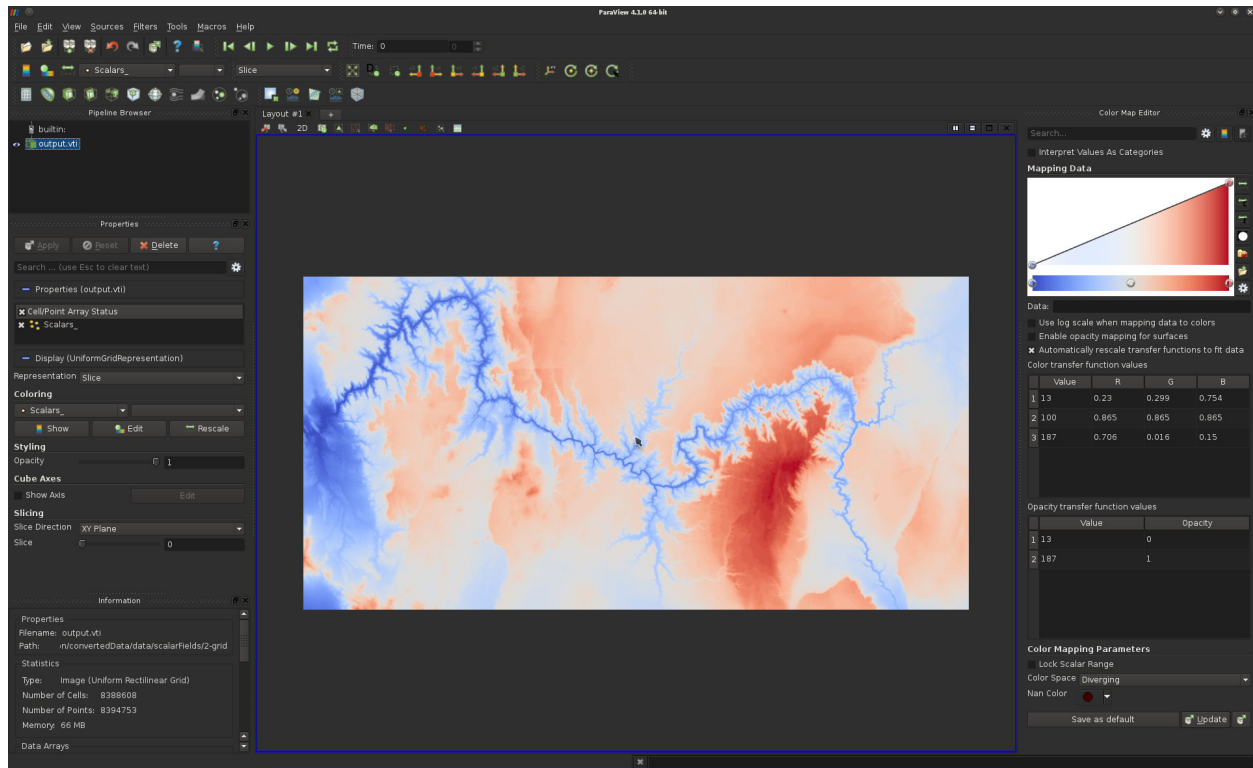 ParaView 4.3.0 64-bit
File Edit View Sources Filters Tools Macros Help
Time: 0 0
Scalars_ Slice
Pipeline Browser
builtin:
output.vti
Properties
Apply Reset Delete ?
Search ... (use Esc to clear text)
Properties (output.vti)
Cell/Point Array Status
Scalars_
Display (UniformGridRepresentation)
Representation Slice
Coloring
Scalars_
Show Edit Rescale
Styling
Opacity 1
Cube Axes
Show Axis Edit
Slicing
Slice Direction XY Plane
Slice 0
Information
Properties
Filename: output.vti
Path: n/convertedData/data/scalarFields/2-grid
Statistics
Type: Image (Uniform Rectilinear Grid)
Number of Cells: 8388608
Number of Points: 8394753
Memory: 66 MB
Data Arrays
Layout #1 +
2D
Color Map Editor
Search...
Interpret Values As Categories
Mapping Data
Data:
Use log scale when mapping data to colors
Enable opacity mapping for surfaces
Automatically rescale transfer functions to fit data
Color transfer function values
Value R G B
1 13 0.23 0.299 0.754
2 100 0.865 0.865 0.865
3 187 0.706 0.016 0.15
Opacity transfer function values
Value Opacity
1 13 0
2 187 1
Color Mapping Parameters
Lock Scalar Range
Color Space Diverging
Nan Color
Save as default Update